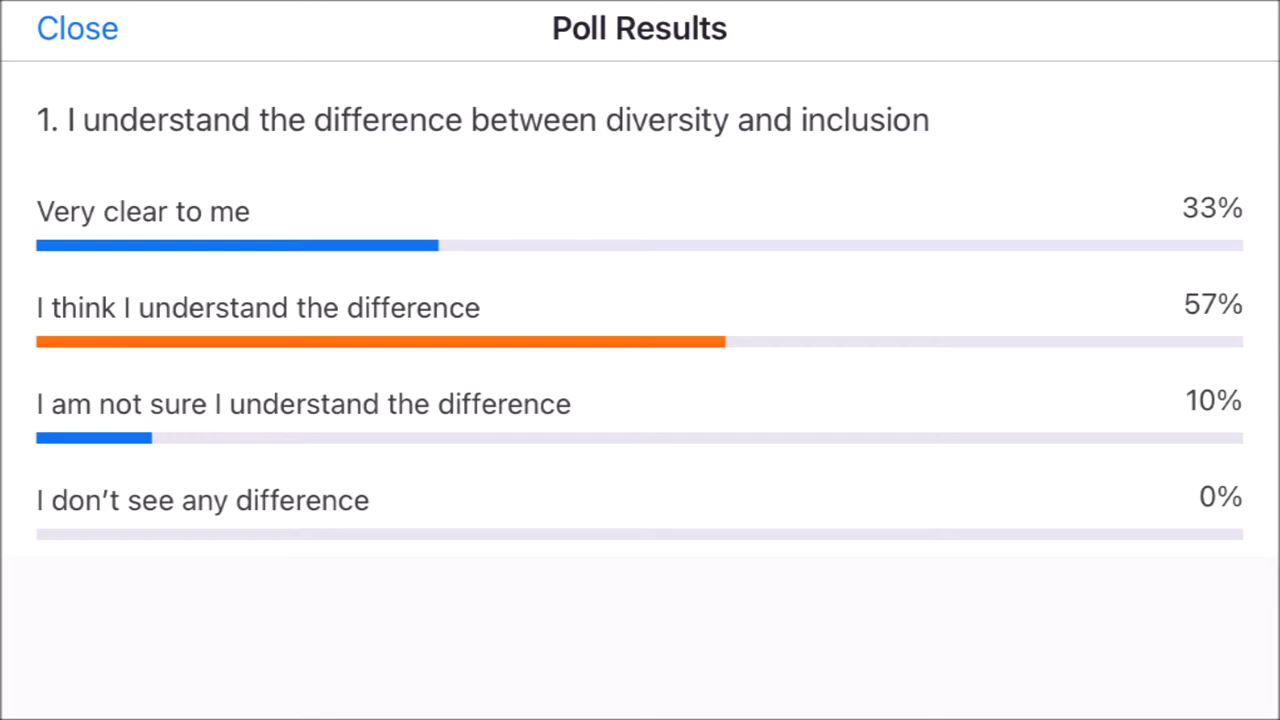 Close
Poll Results
1. I understand the difference between diversity and inclusion
Very clear to me
33%
I think I understand the difference
57%
I am not sure I understand the difference
10%
I don’t see any difference
0%